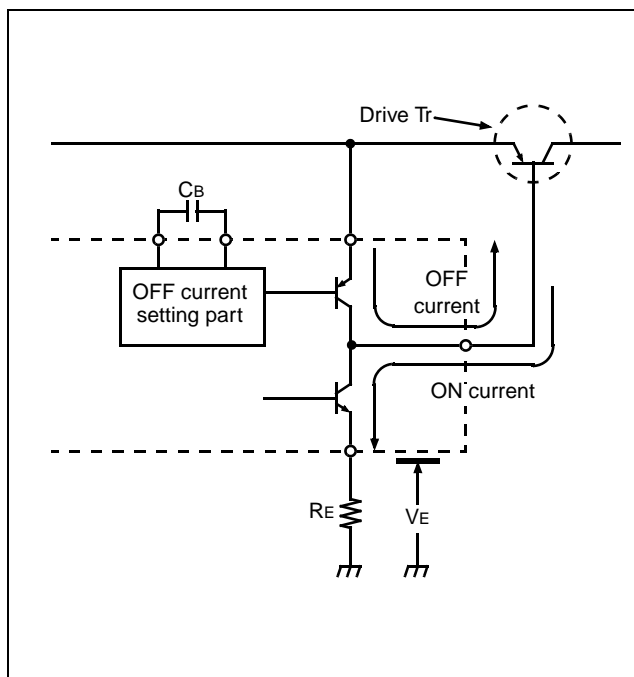 Drive Tr
CB
OFF current
setting part
OFF
current
ON current
RE
VE